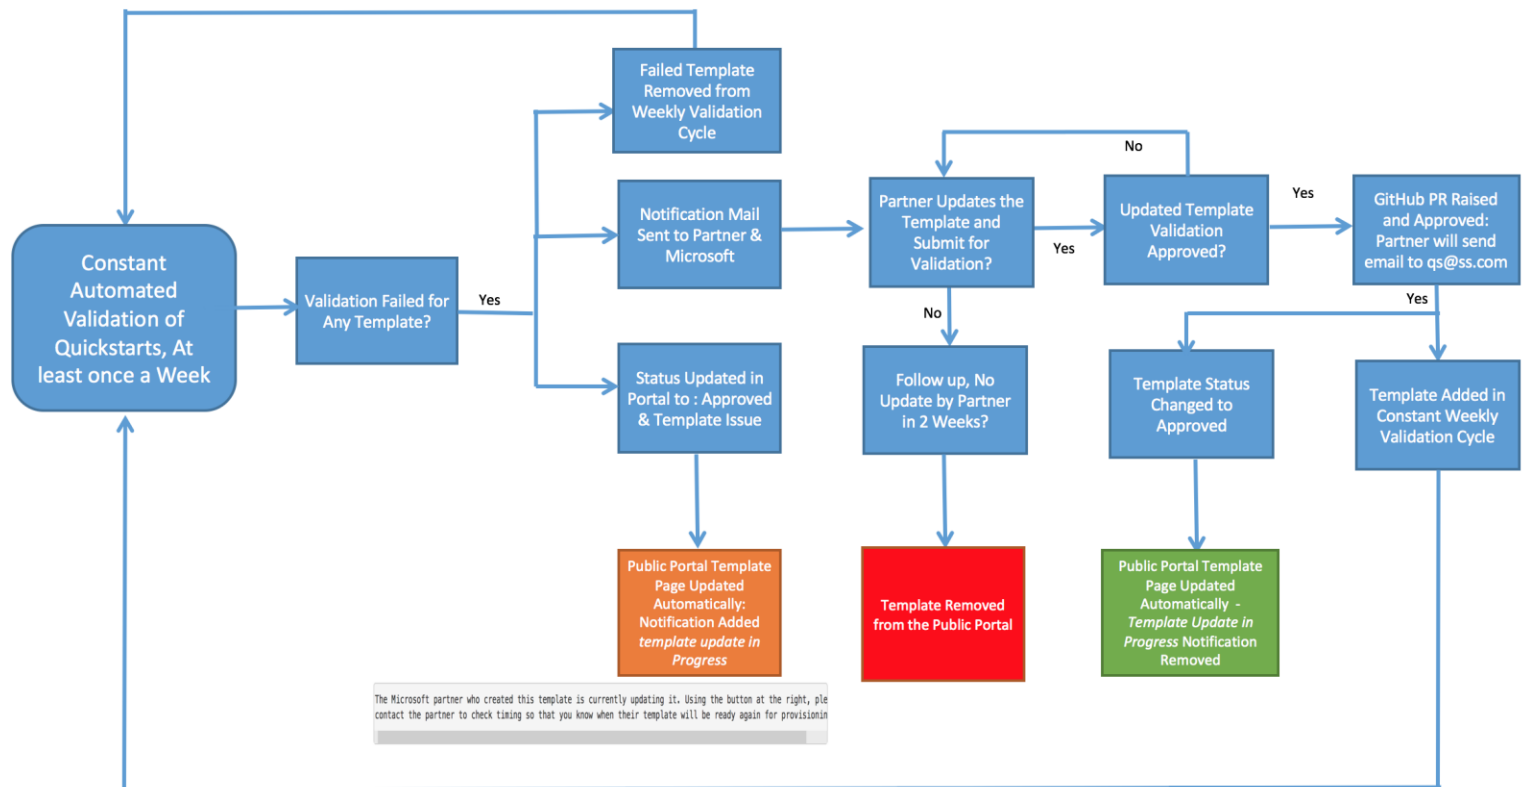 Failed Template
Removed from
Weekly Validation
Cycle
No
Constant
Automated
Validation of
Quickstarts, At
least once a Week
Validation Failed for
Any Template?
Yes
Notification Mail
Sent to Partner &
Microsoft
Partner Updates the
Template and
Submit for
Validation?
Yes
Updated Template
Validation
Approved?
Yes
GitHub PR Raised
and Approved:
Partner will send
email to qs@ss.com
Yes
No
Status Updated in
Portal to : Approved
& Template Issue
Follow up, No
Update by Partner
in 2 Weeks?
Template Status
Changed to
Approved
Template Added in
Constant Weekly
Validation Cycle
Public Portal Template
Page Updated
Automatically:
Notification Added
template update in
Progress
Template Removed
from the Public Portal
Public Portal Template
Page Updated
Automatically -
Template Update in
Progress Notification
Removed
The Microsoft partner who created this template is currently updating it. Using the button at the right, ple
contact the partner to check timing so that you know when their template will be ready again for provisionin